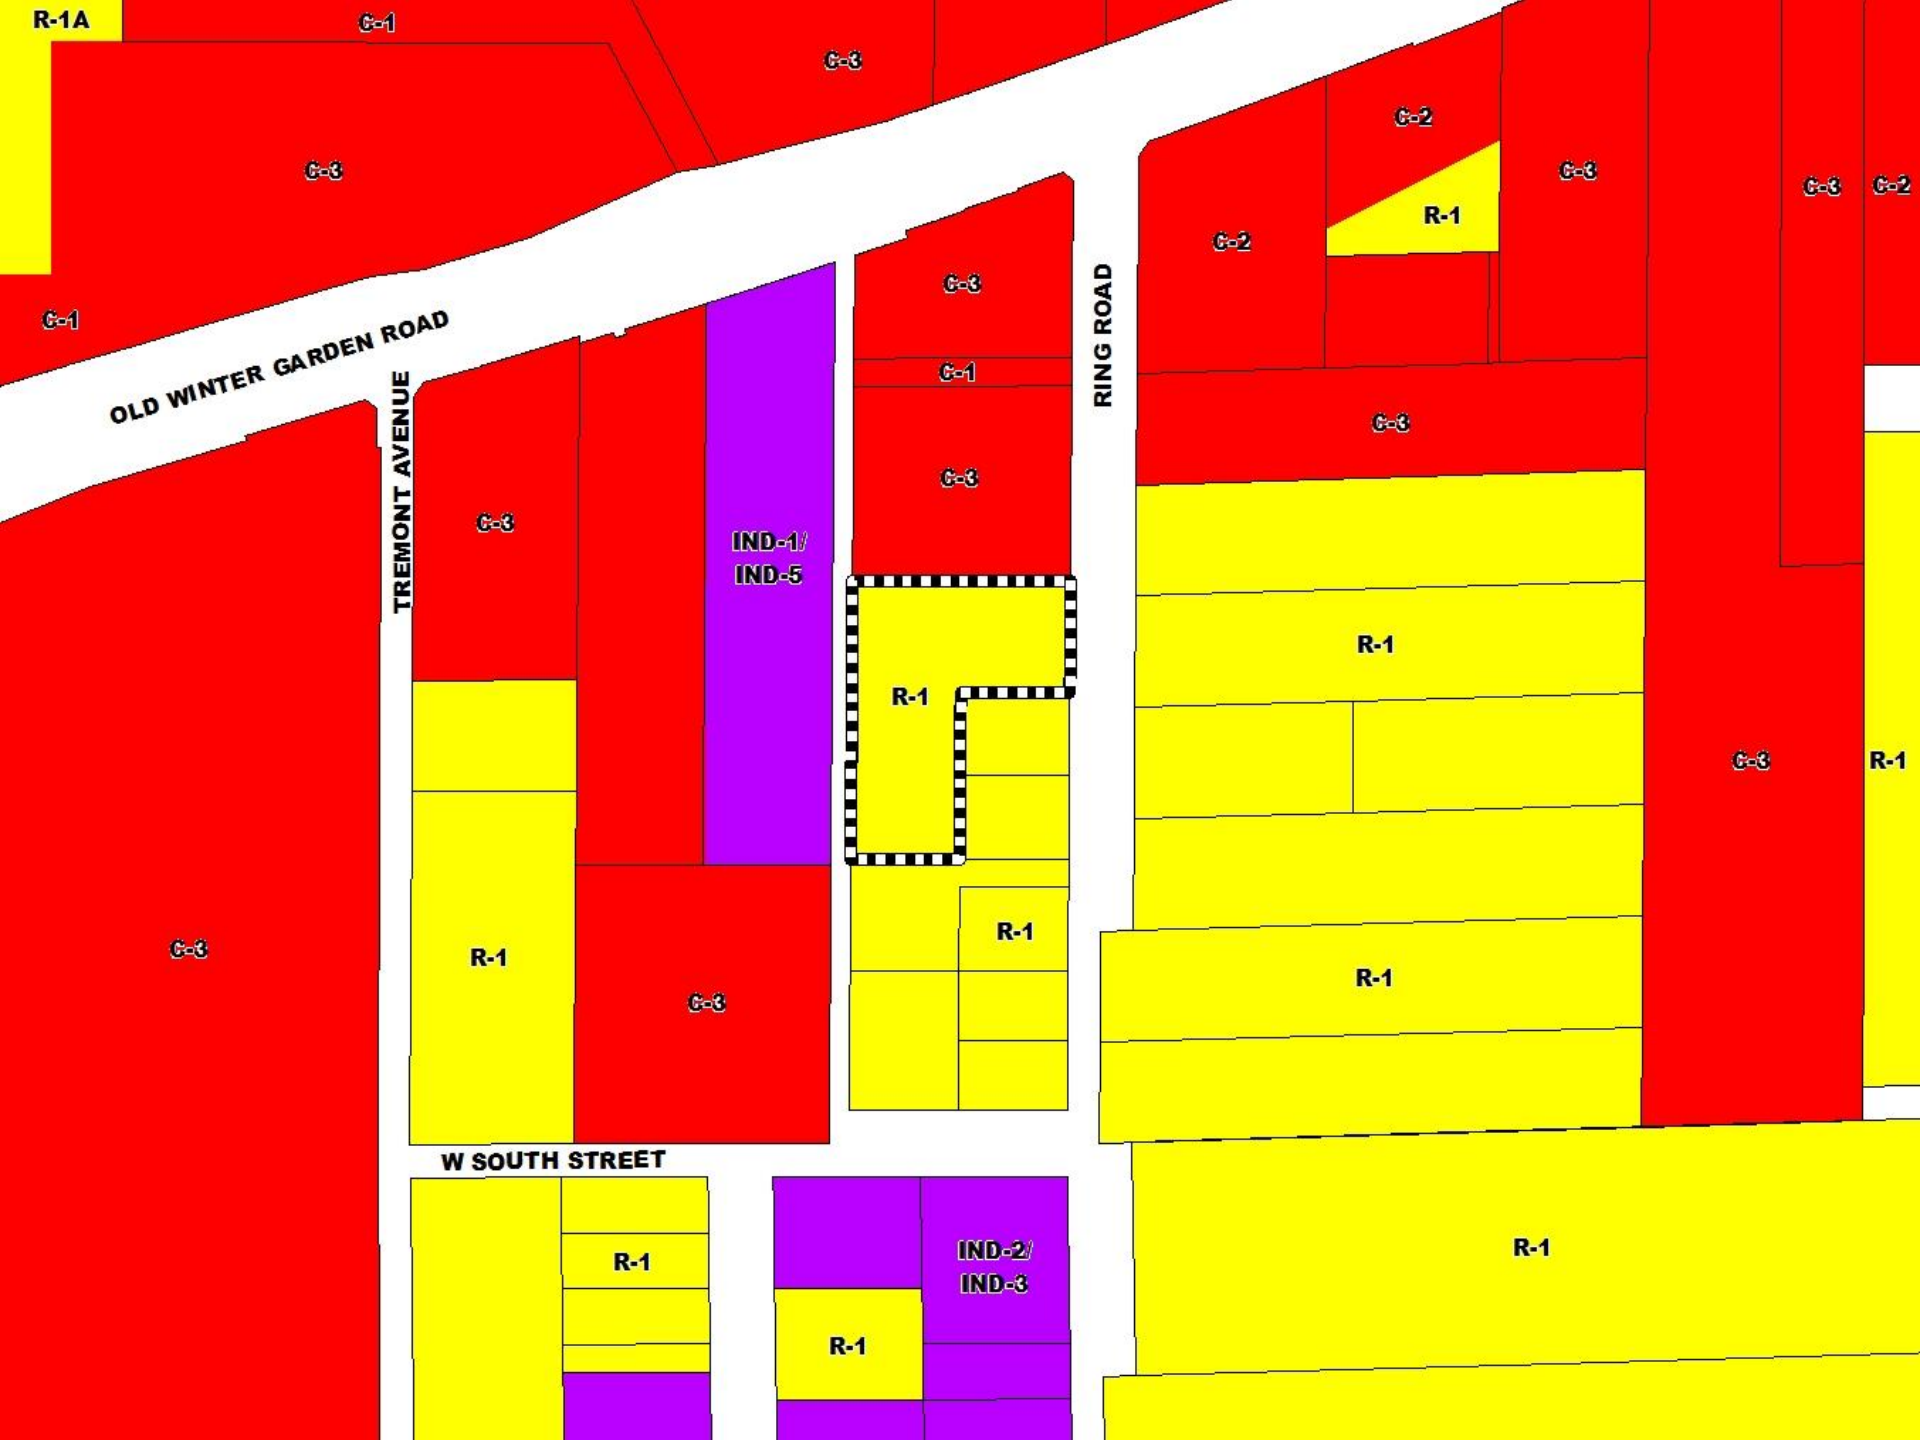 R-1A
C-1
C-3
C-2
C-3
C-3
C-3
C-2
R-1
C-2
C-3
C-1
OLD WINTER GARDEN ROAD
TREMONT AVENUE
RING ROAD
C-1
C-3
C-3
C-3
IND-1/
IND-5
R-1
R-1
C-3
R-1
R-1
C-3
R-1
R-1
R-1
C-3
W SOUTH STREET
R-1
IND-2/
IND-3
R-1
R-1